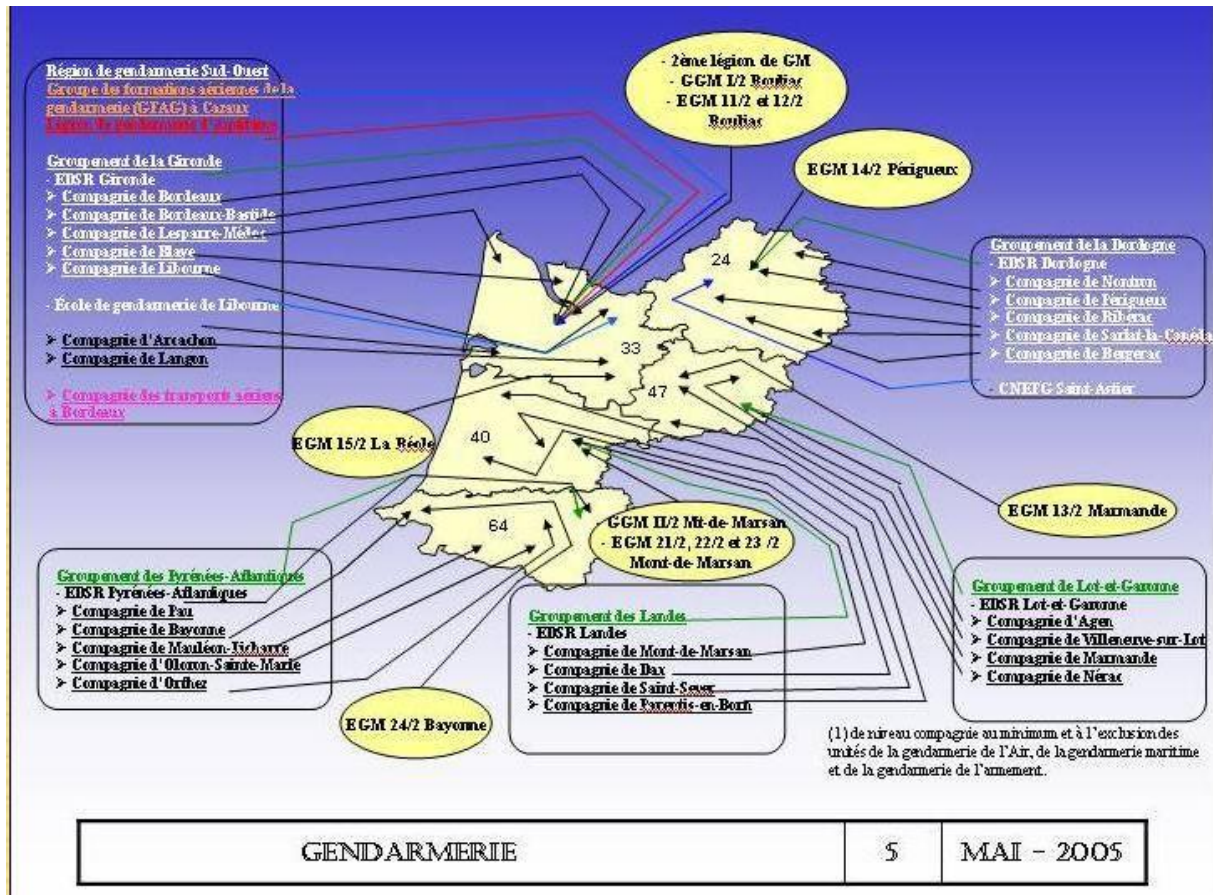 Région de gendarmerie Sud-Ouest
Groupe des formations aériennes de la
gendarmerie (GFAG) à Cazaux
Légion de gendarmerie d'Aquitaine
Groupement de la Gironde
- EDSR Gironde
➢ Compagnie de Bordeaux
➢ Compagnie de Bordeaux-Bastide
➢ Compagnie de Lesparre-Médoc
➢ Compagnie de Blaye
➢ Compagnie de Libourne
- École de gendarmerie de Libourne
➢ Compagnie d'Arcachon
➢ Compagnie de Langon
➢ Compagnie des transports aériens
à Bordeaux
- 2ème légion de GM
- GGM I/2 Bouliac
- EGM 11/2 et 12/2
Bouliac
EGM 14/2 Périgueux
Groupement de la Dordogne
- EDSR Dordogne
➢ Compagnie de Nontron
➢ Compagnie de Périgueux
➢ Compagnie de Ribérac
➢ Compagnie de Sarlat-la-Canéda
➢ Compagnie de Bergerac
- CNEFG Saint-Astier
24
33
47
40
64
EGM 15/2 La Réole
EGM 13/2 Marmande
- GGM II/2 Mt-de-Marsan
- EGM 21/2, 22/2 et 23 /2
Mont-de-Marsan
Groupement des Pyrénées-Atlantiques
- EDSR Pyrénées-Atlantiques
➢ Compagnie de Pau
➢ Compagnie de Bayonne
➢ Compagnie de Mauléon-Licharre
➢ Compagnie d'Oloron-Sainte-Marie
➢ Compagnie d'Orthez
EGM 24/2 Bayonne
Groupement des Landes
- EDSR Landes
➢ Compagnie de Mont-de-Marsan
➢ Compagnie de Dax
➢ Compagnie de Saint-Sever
➢ Compagnie de Parentis-en-Born
Groupement de Lot-et-Garonne
- EDSR Lot-et-Garonne
➢ Compagnie d'Agen
➢ Compagnie de Villeneuve-sur-Lot
➢ Compagnie de Marmande
➢ Compagnie de Nérac
(1) de niveau compagnie au minimum et à l'exclusion des
unités de la gendarmerie de l'Air, de la gendarmerie maritime
et de la gendarmerie de l'armement.
GENDARMERIE
5
MAI - 2005